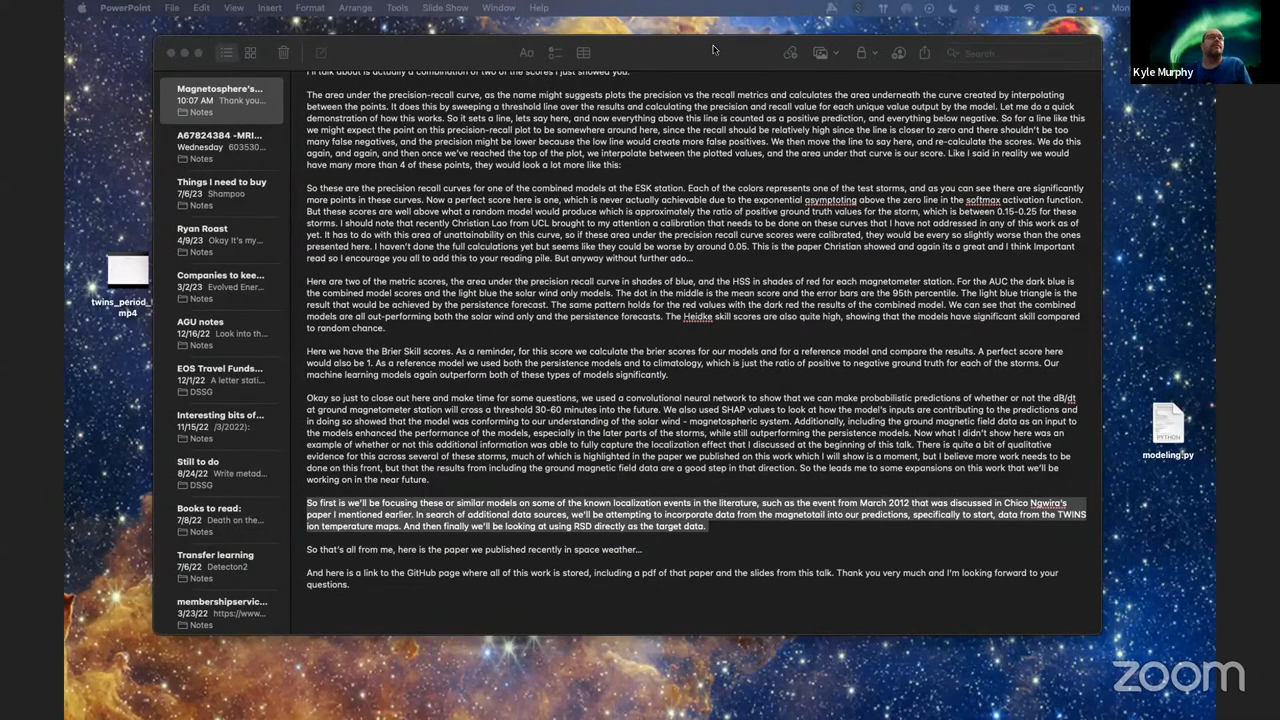 PowerPoint File Edit View Insert Format Arrange Tools Slide Show Window Help Mon
Kyle Murphy
Aa
Search
Magnetosphere's...
10:07 AM Thank you...
Notes
A67824384 -MRI...
Wednesday 603530...
Notes
Things I need to buy
7/6/23 Shampoo
Notes
Ryan Roast
4/9/23 Okay It's my...
Notes
Companies to kee...
3/2/23 Evolved Ener...
Notes
AGU notes
12/16/22 Look into th...
Notes
EOS Travel Funds...
12/1/22 A letter stati...
DSSG
Interesting bits of...
11/15/22 /3/2022):
Notes
Still to do
8/24/22 Write metad...
DSSG
Books to read:
7/8/22 Death on the...
Notes
Transfer learning
7/6/22 Detecton2
Notes
membershipservic...
3/23/22 https://www...
Notes
I'll talk about is actually a combination of two of the scores I just showed you.
The area under the precision-recall curve, as the name might suggests plots the precision vs the recall metrics and calculates the area underneath the curve created by interpolating
between the points. It does this by sweeping a threshold line over the results and calculating the precision and recall value for each unique value output by the model. Let me do a quick
demonstration of how this works. So it sets a line, lets say here, and now everything above this line is counted as a positive prediction, and everything below negative. So for a line like this
we might expect the point on this precision-recall plot to be somewhere around here, since the recall should be relatively high since the line is closer to zero and there shouldn't be too
many false negatives, and the precision might be lower because the low line would create more false positives. We then move the line to say here, and re-calculate the scores. We do this
again, and again, and then once we've reached the top of the plot, we interpolate between the plotted values, and the area under that curve is our score. Like I said in reality we would
have many more than 4 of these points, they would look a lot more like this:
So these are the precision recall curves for one of the combined models at the ESK station. Each of the colors represents one of the test storms, and as you can see there are significantly
more points in these curves. Now a perfect score here is one, which is never actually achievable due to the exponential asymptoting above the zero line in the softmax activation function.
But these scores are well above what a random model would produce which is approximately the ratio of positive ground truth values for the storm, which is between 0.15-0.25 for these
storms. I should note that recently Christian Lao from UCL brought to my attention a calibration that needs to be done on these curves that I have not addressed in any of this work as of
yet. It has to do with this area of unattainability on this curve, so if these area under the precision recall curve scores were calibrated, they would be every so slightly worse than the ones
presented here. I haven't done the full calculations yet but seems like they could be worse by around 0.05. This is the paper Christian showed and again its a great and I think Important
read so I encourage you all to add this to your reading pile. But anyway without further ado...
Here are two of the metric scores, the area under the precision recall curve in shades of blue, and the HSS in shades of red for each magnetometer station. For the AUC the dark blue is
the combined model scores and the light blue the solar wind only models. The dot in the middle is the mean score and the error bars are the 95th percentile. The light blue triangle is the
result that would be achieved by the persistence forecast. The same pattern holds for the red values with the dark red the results of the combined model. We can see that the combined
models are all out-performing both the solar wind only and the persistence forecasts. The Heidke skill scores are also quite high, showing that the models have significant skill compared
to random chance.
Here we have the Brier Skill scores. As a reminder, for this score we calculate the brier scores for our models and for a reference model and compare the results. A perfect score here
would also be 1. As a reference model we used both the persistence models and to climatology, which is just the ratio of positive to negative ground truth for each of the storms. Our
machine learning models again outperform both of these types of models significantly.
Okay so just to close out here and make time for some questions, we used a convolutional neural network to show that we can make probabilistic predictions of whether or not the dB/dt
at ground magnetometer station will cross a threshold 30-60 minutes into the future. We also used SHAP values to look at how the model's inputs are contributing to the predictions and
in doing so showed that the model was conforming to our understanding of the solar wind - magnetospheric system. Additionally, including the ground magnetic field data as an input to
the models enhanced the performance of the models, especially in the later parts of the storms, while still outperforming the persistence models. Now what I didn't show here was an
example of whether or not this additional information was able to fully capture the localization effect that I discussed at the beginning of this talk. There is quite a bit of qualitative
evidence for this across several of these storms, much of which is highlighted in the paper we published on this work which I will show is a moment, but I believe more work needs to be
done on this front, but that the results from including the ground magnetic field data are a good step in that direction. So the leads me to some expansions on this work that we'll be
working on in the near future.
So first is we'll be focusing these or similar models on some of the known localization events in the literature, such as the event from March 2012 that was discussed in Chico Ngwira's
paper I mentioned earlier. In search of additional data sources, we'll be attempting to incorporate data from the magnetotail into our predictions, specifically to start, data from the TWINS
ion temperature maps. And then finally we'll be looking at using RSD directly as the target data.
So that's all from me, here is the paper we published recently in space weather...
And here is a link to the GitHub page where all of this work is stored, including a pdf of that paper and the slides from this talk. Thank you very much and I'm looking forward to your
questions.
twins_period_
mp4
PYTHON
modeling.py
zoom